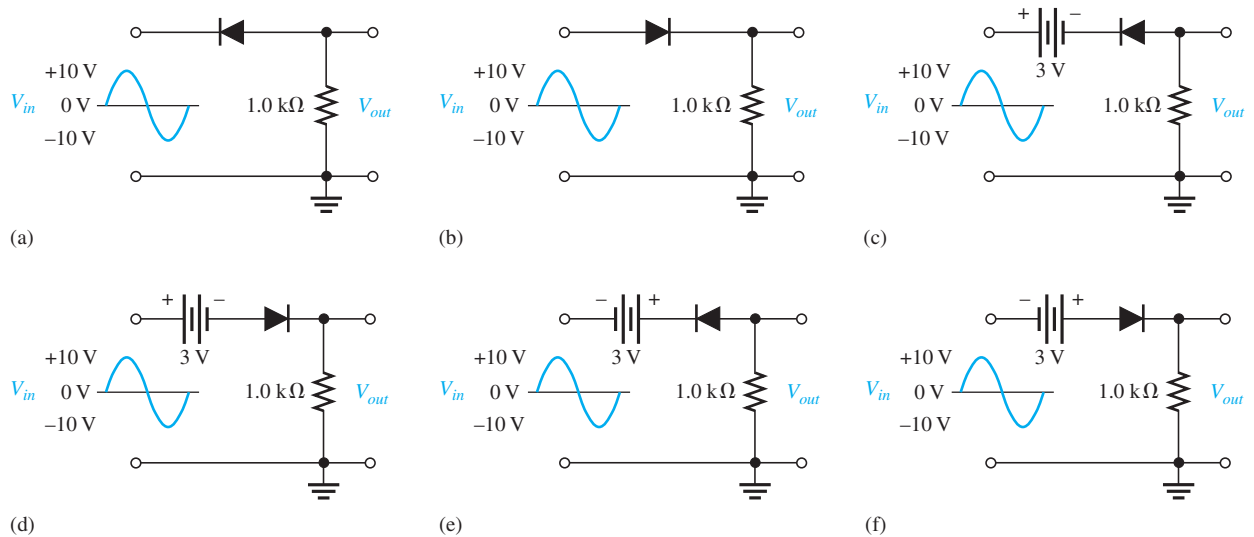 +10 V
V_in 0 V 1.0 kΩ V_out
–10 V
(a)
+10 V
V_in 0 V 1.0 kΩ V_out
–10 V
(b)
+ –
3 V
+10 V
V_in 0 V 1.0 kΩ V_out
–10 V
(c)
+ –
3 V
+10 V
V_in 0 V 1.0 kΩ V_out
–10 V
(d)
– +
3 V
+10 V
V_in 0 V 1.0 kΩ V_out
–10 V
(e)
– +
3 V
+10 V
V_in 0 V 1.0 kΩ V_out
–10 V
(f)